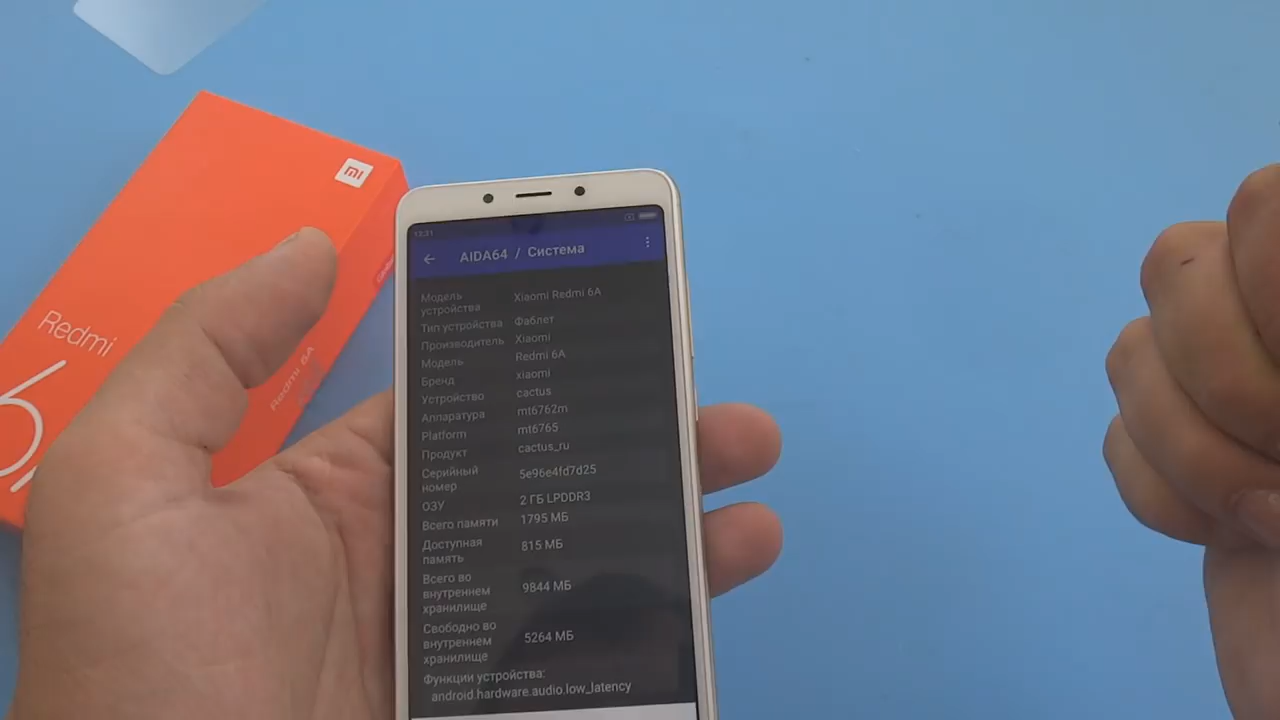 mi
Redmi
6
Redmi 6A
13:31
AIDA64 / Система
Модель устройства Xiaomi Redmi 6A
Тип устройства Фаблет
Производитель Xiaomi
Модель Redmi 6A
Бренд xiaomi
Устройство cactus
Аппаратура mt6762m
Platform mt6765
Продукт cactus_ru
Серийный номер 5e96e4fd7d25
ОЗУ 2 ГБ LPDDR3
Всего памяти 1795 МБ
Доступная память 815 МБ
Всего во внутреннем хранилище 9844 МБ
Свободно во внутреннем хранилище 5264 МБ
Функции устройства:
android.hardware.audio.low_latency